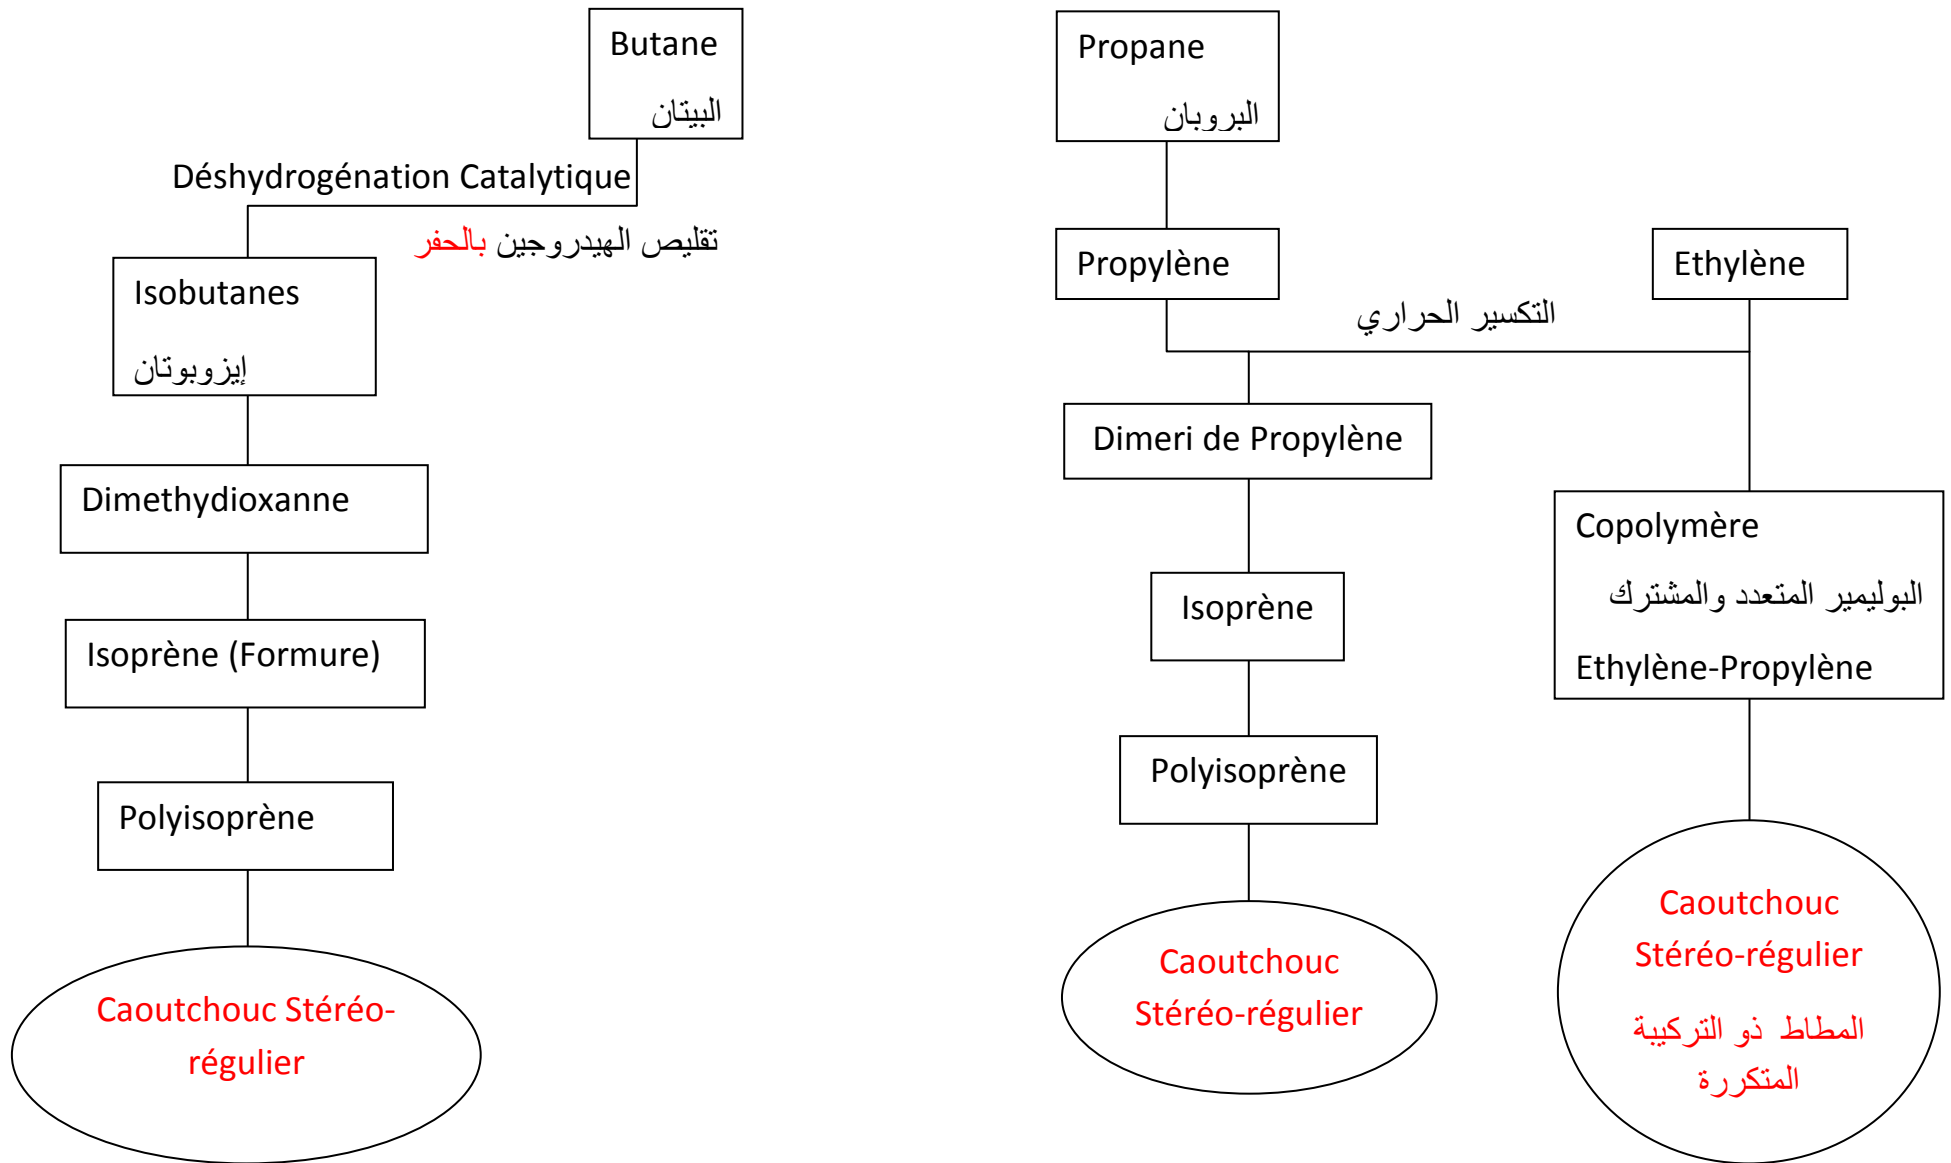 Butane
البيتان
Déshydrogénation Catalytique
تقليص الهيدروجين بالحفر
Isobutanes
إيزوبوتان
Dimethydioxanne
Isoprène (Formure)
Polyisoprène
Caoutchouc Stéréo-
régulier
Propane
البروبان
Propylène
Ethylène
التكسير الحراري
Dimeri de Propylène
Isoprène
Polyisoprène
Caoutchouc
Stéréo-régulier
Copolymère
البوليمير المتعدد والمشترك
Ethylène-Propylène
Caoutchouc
Stéréo-régulier
المطاط ذو التركيبة
المتكررة